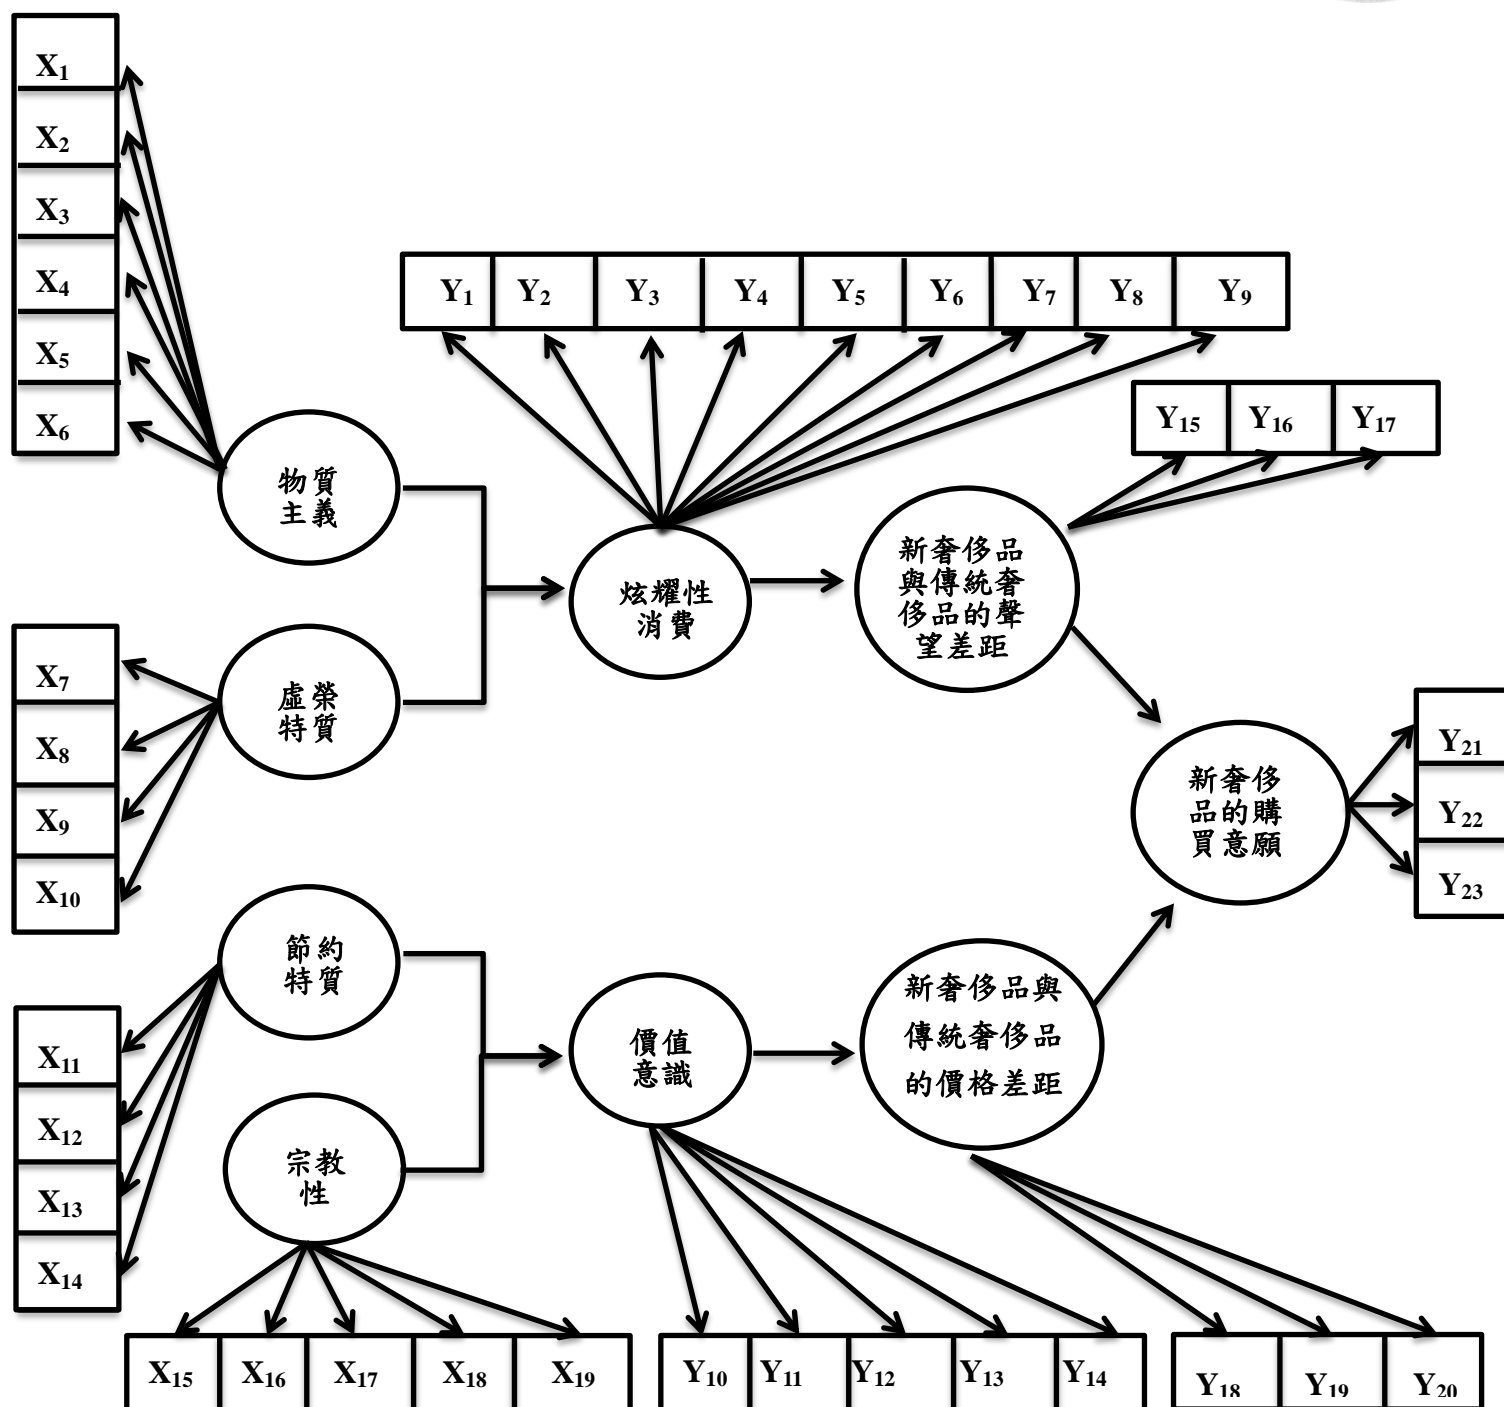 X1
X2
X3
X4
X5
X6
Y1 Y2 Y3 Y4 Y5 Y6 Y7 Y8 Y9
Y15 Y16 Y17
物質
主義
炫耀性
消費
新奢侈品
與傳統奢
侈品的聲
望差距
X7
X8
X9
X10
虛榮
特質
新奢侈
品的購
買意願
Y21
Y22
Y23
節約
特質
X11
X12
X13
X14
宗教
性
價值
意識
新奢侈品與
傳統奢侈品
的價格差距
X15 X16 X17 X18 X19
Y10 Y11 Y12 Y13 Y14
Y18 Y19 Y20